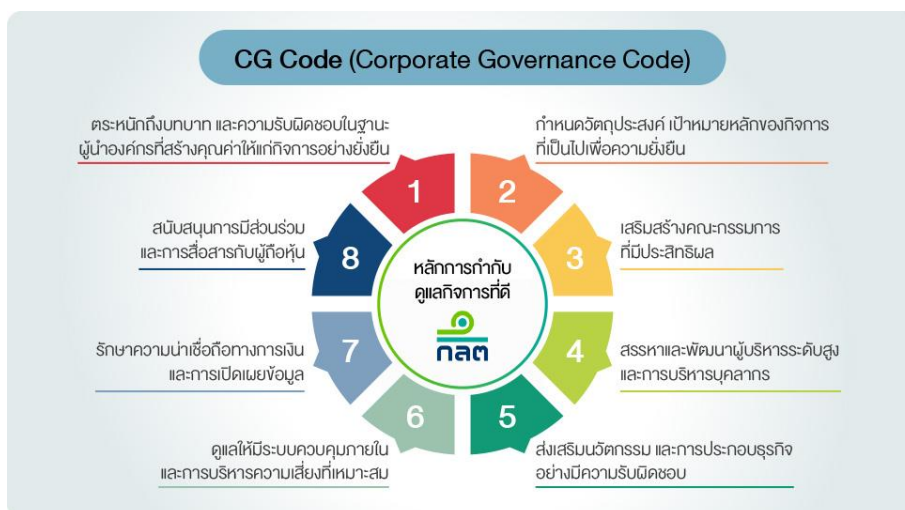 CG Code (Corporate Governance Code)
ตระหนักถึงบทบาท และความรับผิดชอบในฐานะ
ผู้นำองค์กรที่สร้างคุณค่าให้แก่กิจการอย่างยั่งยืน
1
กำหนดวัตถุประสงค์ เป้าหมายหลักของกิจการ
ที่เป็นไปเพื่อความยั่งยืน
2
เสริมสร้างคณะกรรมการ
ที่มีประสิทธิผล
3
สรรหาและพัฒนาผู้บริหารระดับสูง
และการบริหารบุคลากร
4
ส่งเสริมนวัตกรรม และการประกอบธุรกิจ
อย่างมีความรับผิดชอบ
5
ดูแลให้มีระบบควบคุมภายใน
และการบริหารความเสี่ยงที่เหมาะสม
6
รักษาความน่าเชื่อถือทางการเงิน
และการเปิดเผยข้อมูล
7
สนับสนุนการมีส่วนร่วม
และการสื่อสารกับผู้ถือหุ้น
8
หลักการกำกับ
ดูแลกิจการที่ดี
กลต